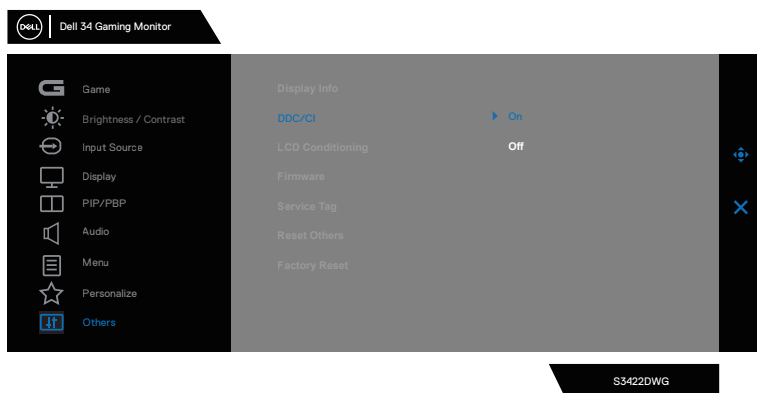 DELL
Dell 34 Gaming Monitor
Game
Brightness / Contrast
Input Source
Display
PIP/PBP
Audio
Menu
Personalize
Others
Display Info
DDC/CI
On
LCD Conditioning
Off
Firmware
Service Tag
Reset Others
Factory Reset
S3422DWG